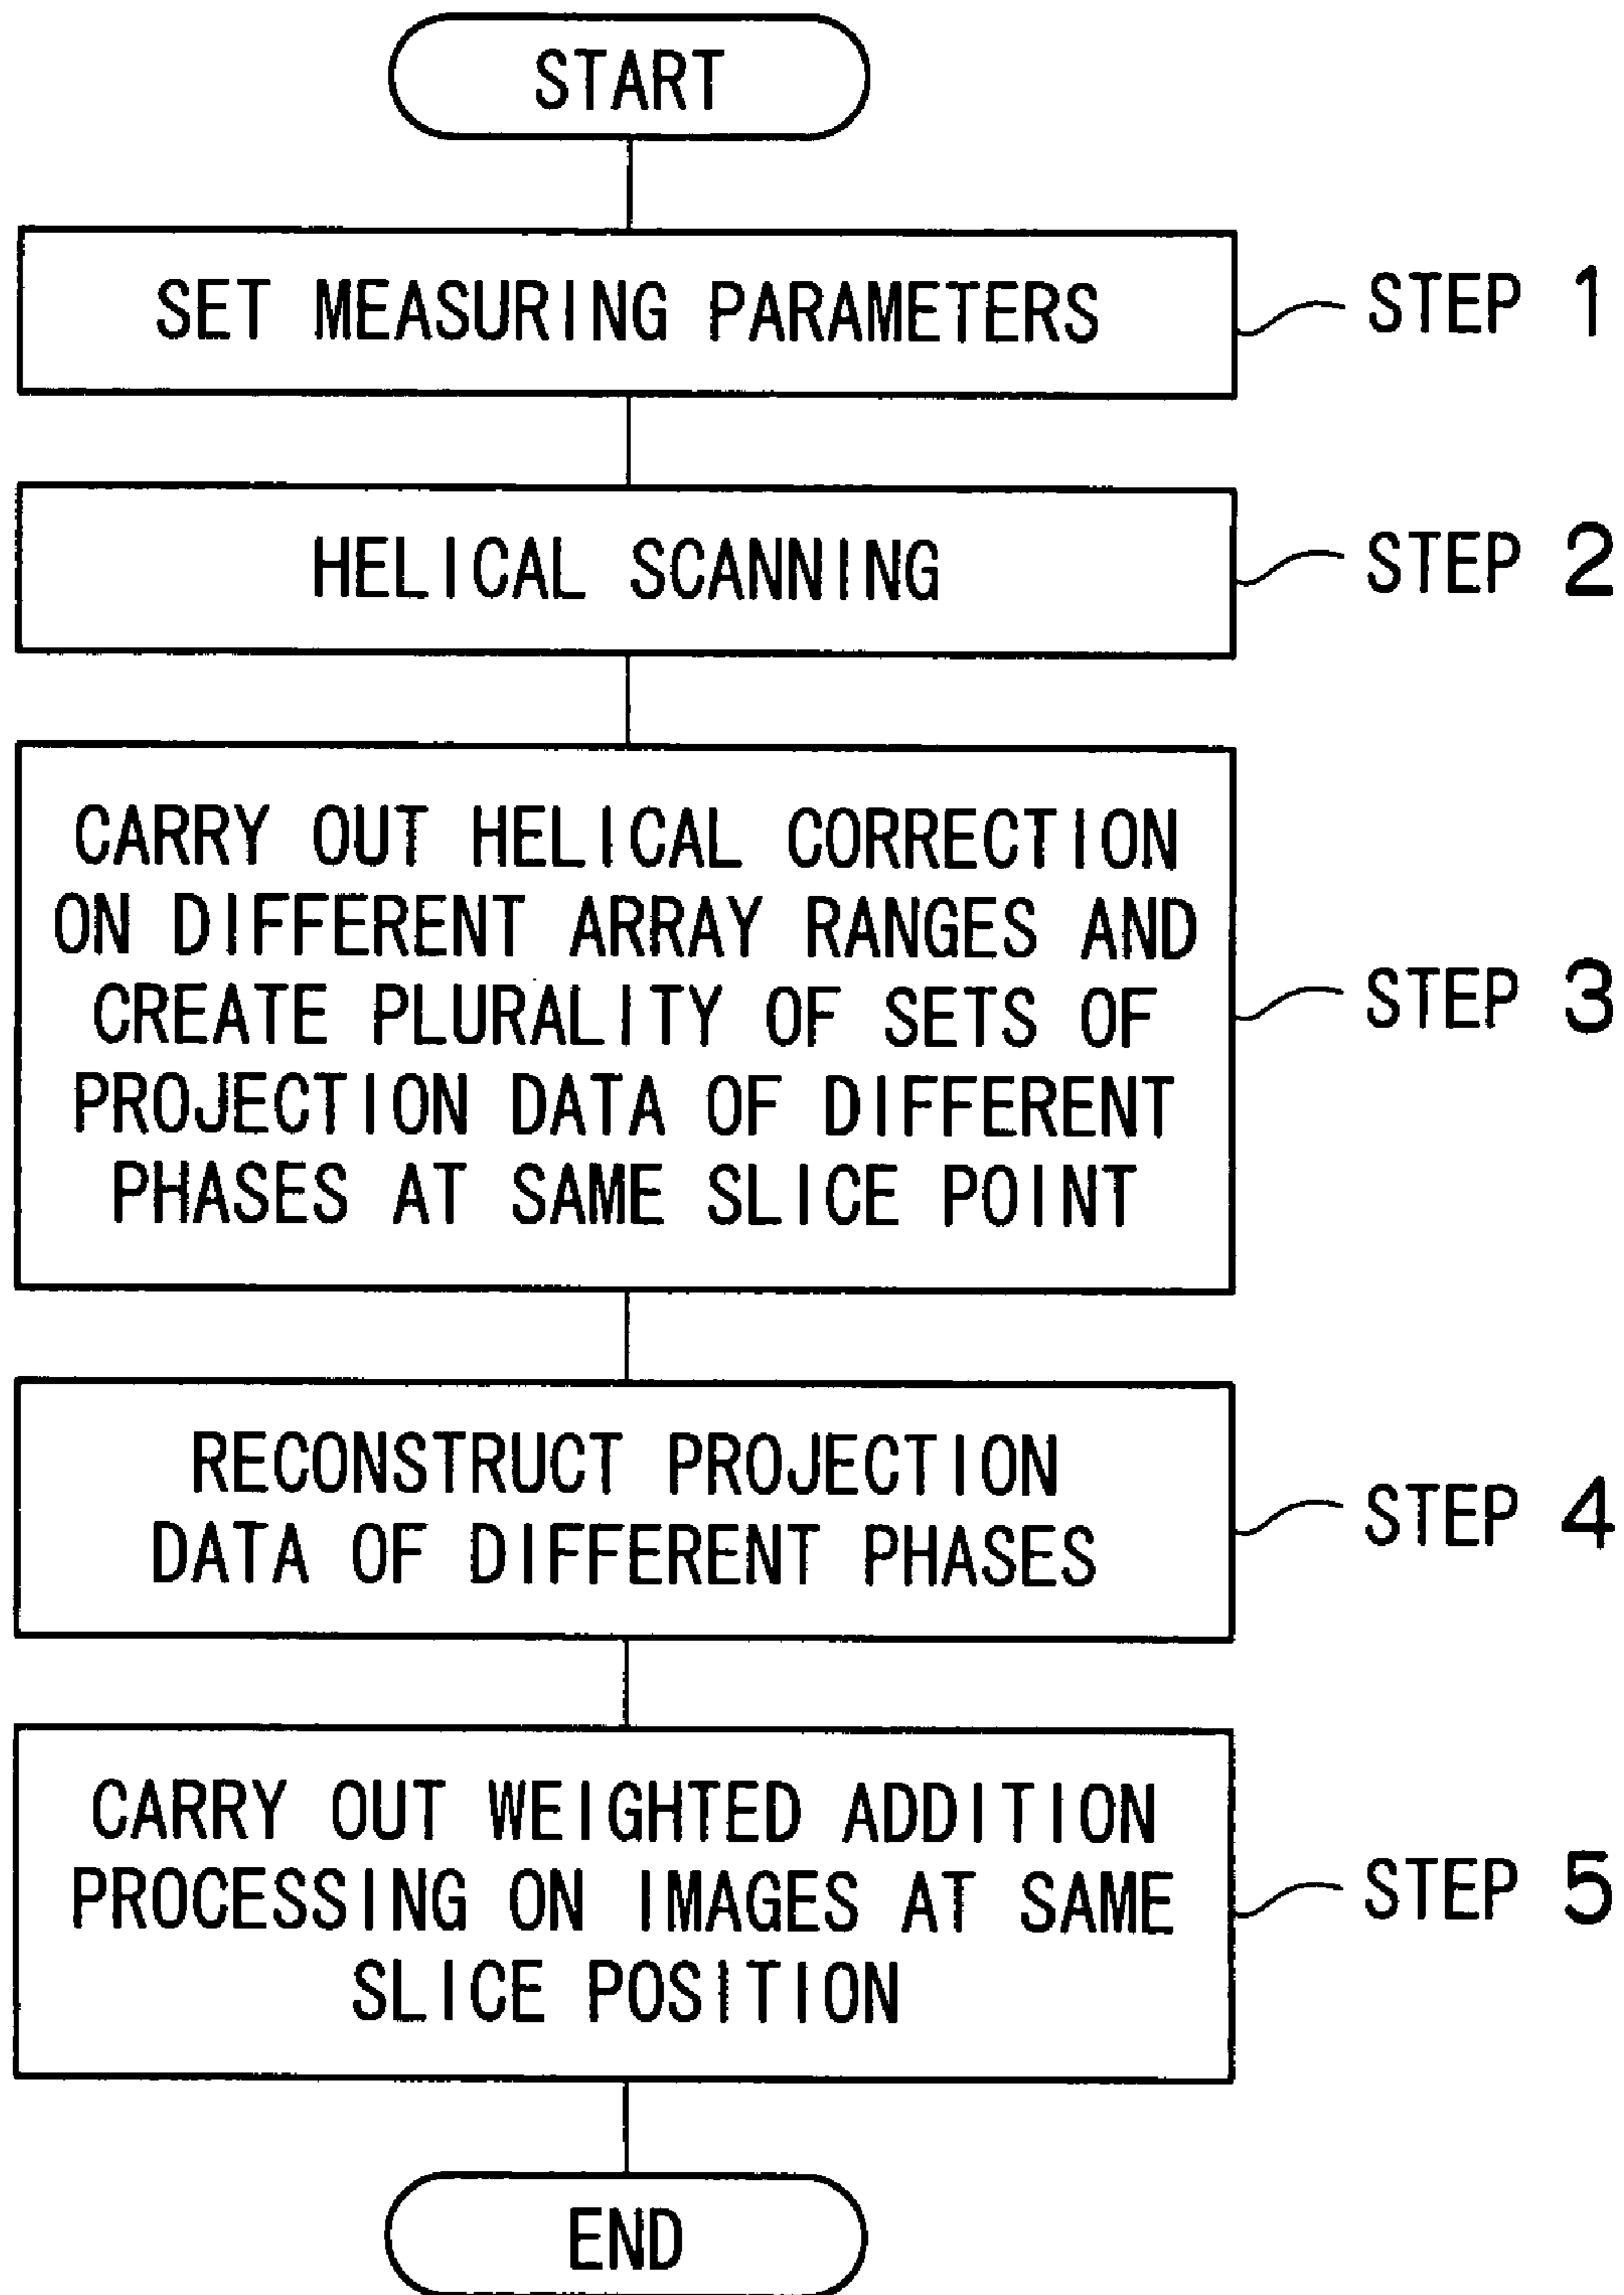 START
SET MEASURING PARAMETERS
STEP 1
HELICAL SCANNING
STEP 2
CARRY OUT HELICAL CORRECTION
ON DIFFERENT ARRAY RANGES AND
CREATE PLURALITY OF SETS OF
PROJECTION DATA OF DIFFERENT
PHASES AT SAME SLICE POINT
STEP 3
RECONSTRUCT PROJECTION
DATA OF DIFFERENT PHASES
STEP 4
CARRY OUT WEIGHTED ADDITION
PROCESSING ON IMAGES AT SAME
SLICE POSITION
STEP 5
END